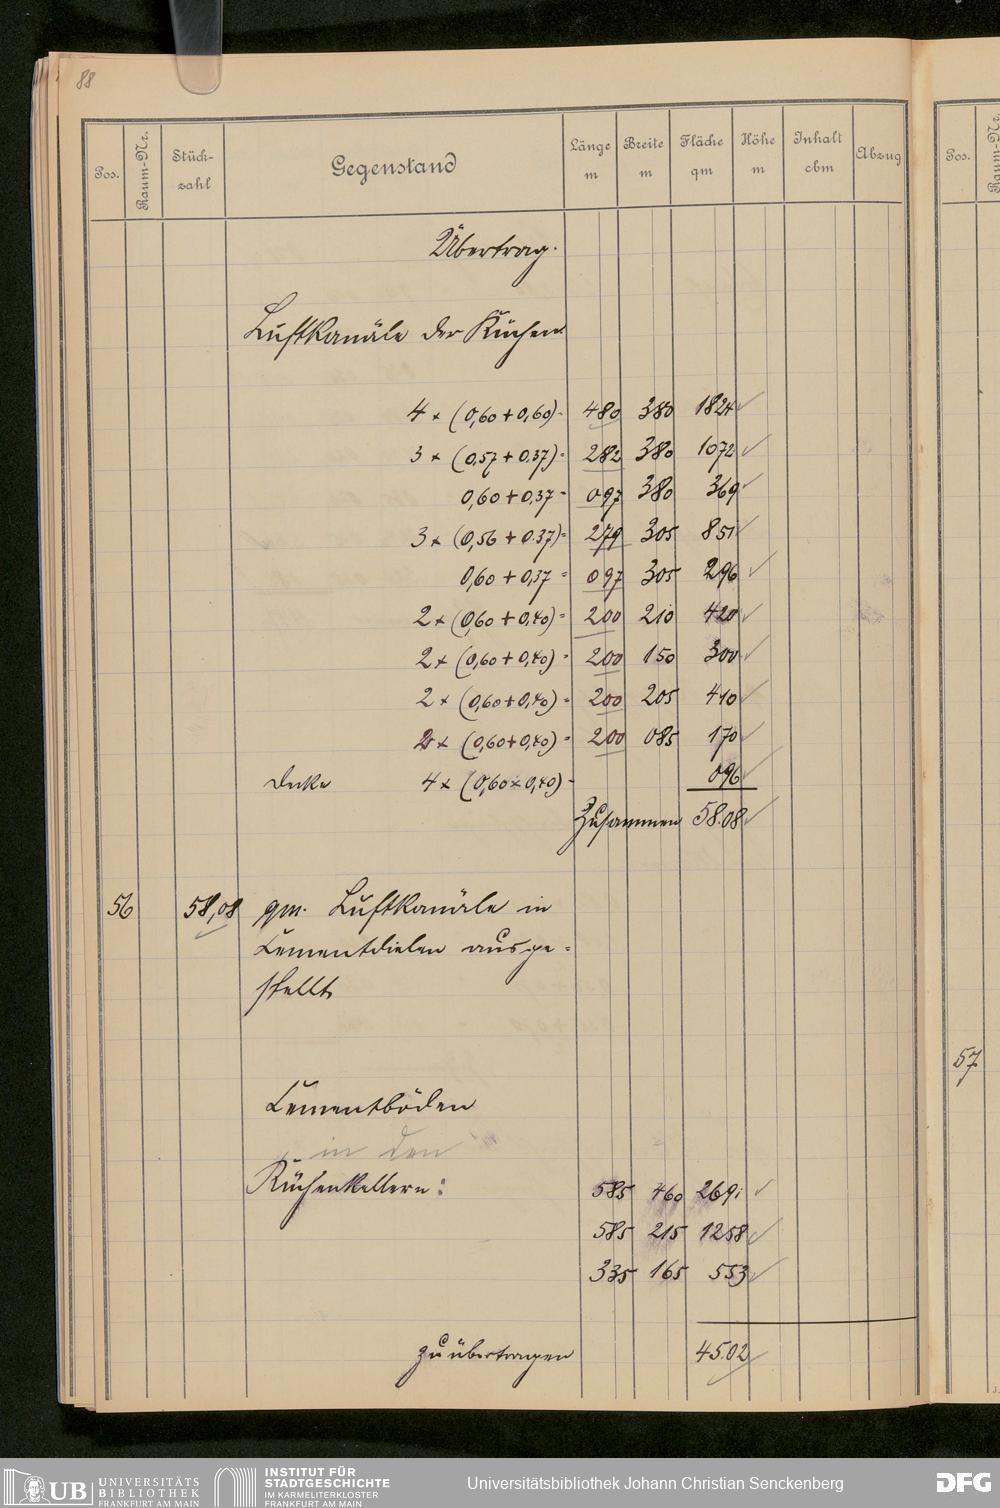 88
Pos. Raum-Nr. Stück-zahl Gegenstand Länge m Breite m Fläche qm Höhe m Inhalt cbm Abzug Pos. Raum-Nr.
Übertrag.
Luftkanäle der Küchen
4 × (0,60 + 0,60) = 480 380 1824 ✓
3 × (0,57 + 0,37) = 282 380 1072 ✓
0,60 + 0,37 = 097 380 369 ✓
3 × (0,56 + 0,37) = 279 305 851 ✓
0,60 + 0,37 = 097 305 296 ✓
2 × (0,60 + 0,40) = 200 210 420 ✓
2 × (0,60 + 0,40) = 200 150 300 ✓
2 × (0,60 + 0,40) = 200 205 410 ✓
2 × (0,60 + 0,40) = 200 085 170 ✓
Decke 4 × (0,60 × 0,40) = 096 ✓
Zusammen 58.08 ✓
56 58,08 qm. Luftkanäle in
Cementdielen ausge=
stellt
57
Cementböden
in den
Küchenkellern: 585 460 2691 ✓
585 215 1258 ✓
335 165 553 ✓
zu übertragen 45.02
UB UNIVERSITÄTS
BIBLIOTHEK
FRANKFURT AM MAIN
INSTITUT FÜR
STADTGESCHICHTE
IM KARMELITERKLOSTER
FRANKFURT AM MAIN
Universitätsbibliothek Johann Christian Senckenberg
DFG